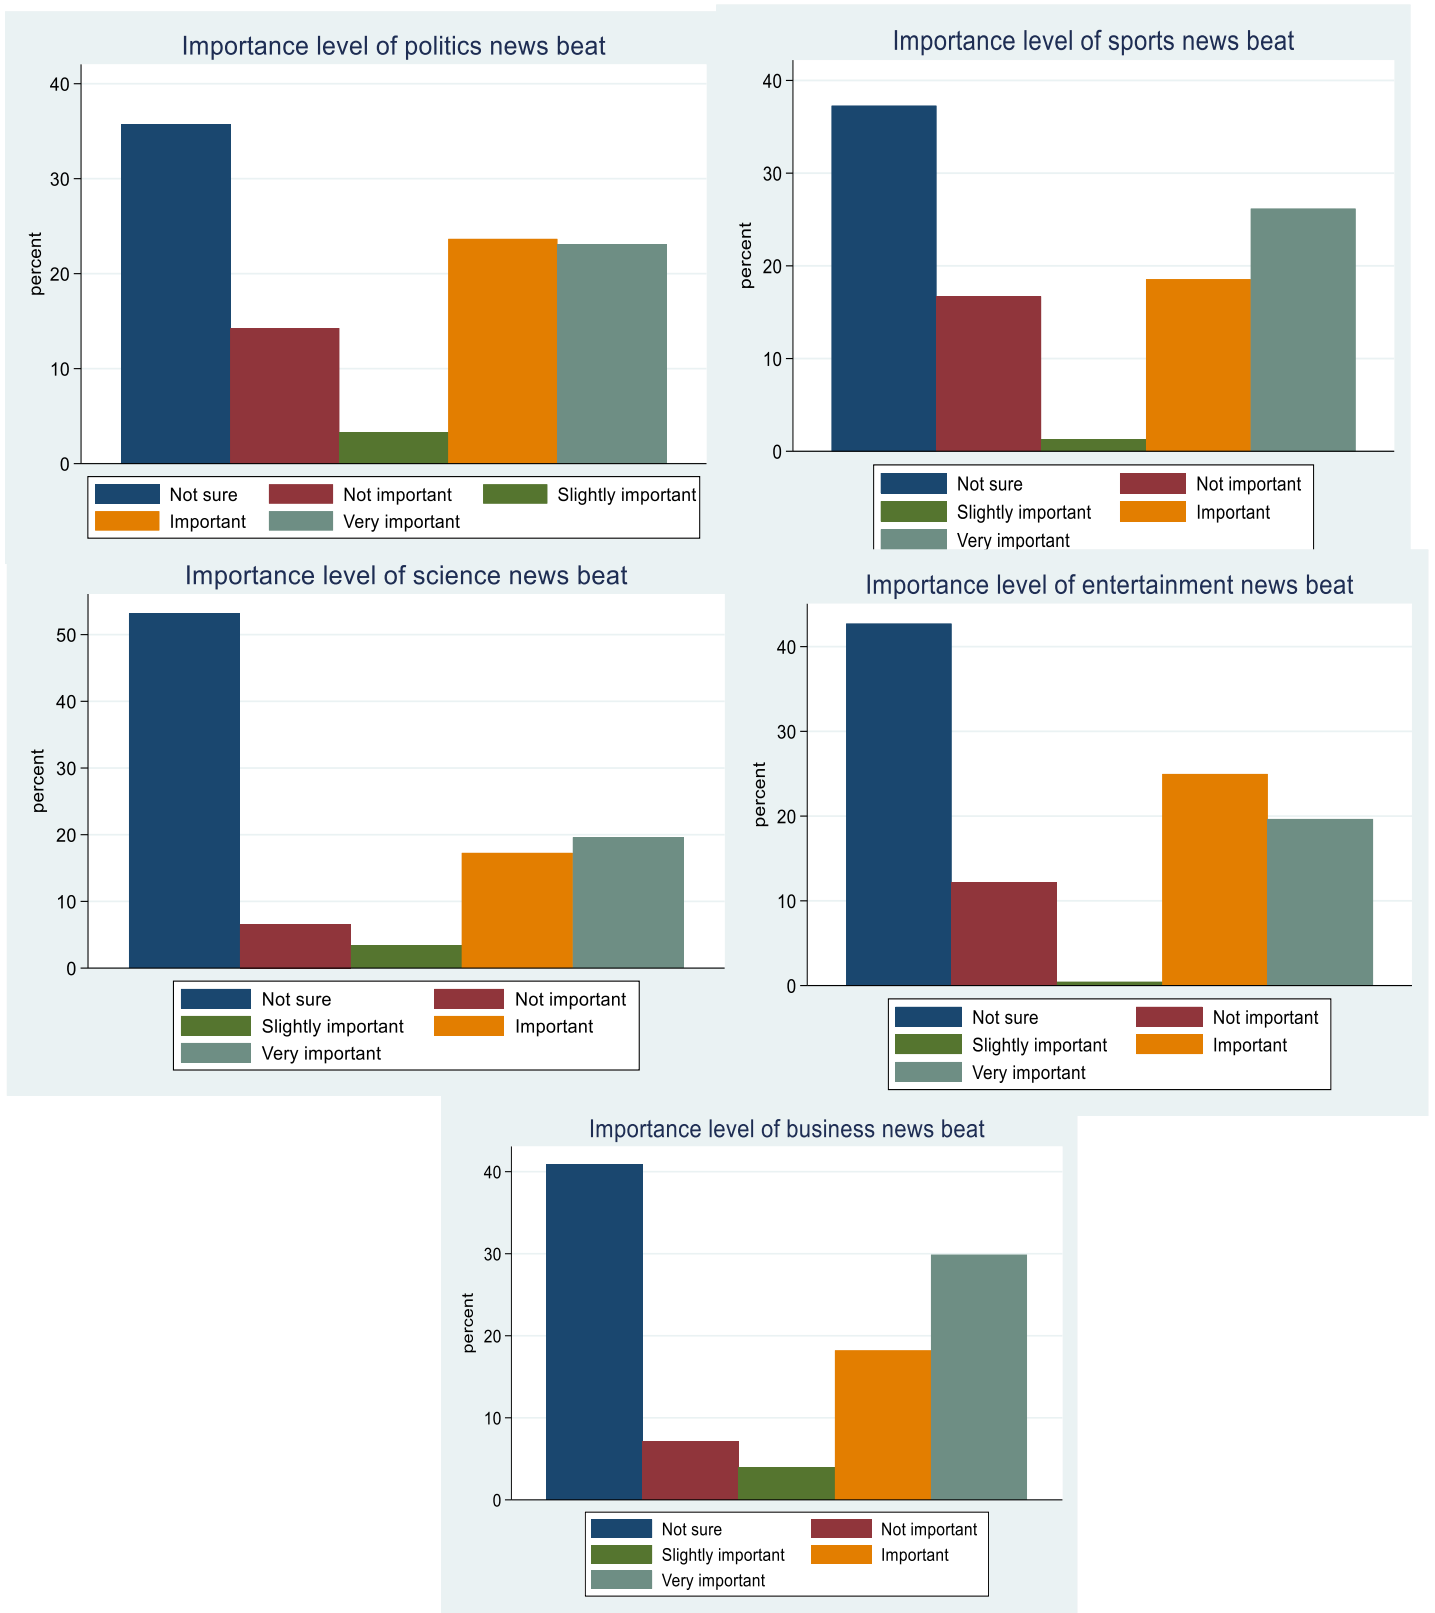 Importance level of politics news beat
percent
40
30
20
10
0
Not sure Not important Slightly important
Important Very important
Importance level of sports news beat
percent
40
30
20
10
0
Not sure Not important
Slightly important Important
Very important
Importance level of science news beat
percent
50
40
30
20
10
0
Not sure Not important
Slightly important Important
Very important
Importance level of entertainment news beat
percent
40
30
20
10
0
Not sure Not important
Slightly important Important
Very important
Importance level of business news beat
percent
40
30
20
10
0
Not sure Not important
Slightly important Important
Very important